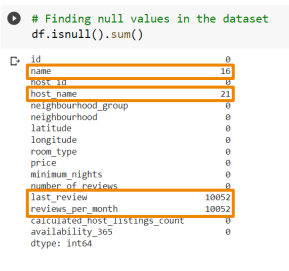 # Finding null values in the dataset
df.isnull().sum()
id 0
name 16
host_id 0
host_name 21
neighbourhood_group 0
neighbourhood 0
latitude 0
longitude 0
room_type 0
price 0
minimum_nights 0
number_of_reviews 0
last_review 10052
reviews_per_month 10052
calculated_host_listings_count 0
availability_365 0
dtype: int64